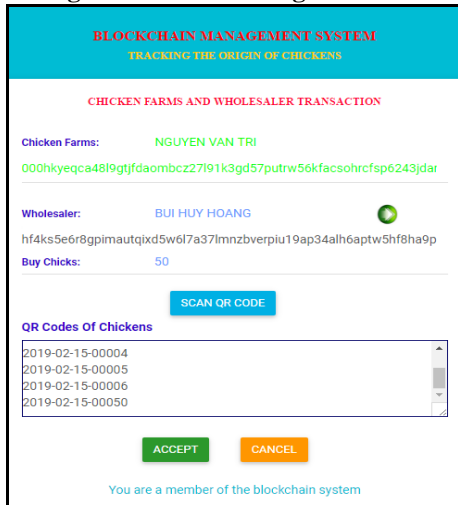 BLOCKCHAIN MANAGEMENT SYSTEM
TRACKING THE ORIGIN OF CHICKENS
CHICKEN FARMS AND WHOLESALER TRANSACTION
Chicken Farms: NGUYEN VAN TRI
000hkyeqca48l9gtjfdaombcz27l91k3gd57putrw56kfacsohrcfsp6243jdar
Wholesaler: BUI HUY HOANG
hf4ks5e6r8gpimautqixd5w6l7a37lmnzbverpiu19ap34alh6aptw5hf8ha9p
Buy Chicks: 50
SCAN QR CODE
QR Codes Of Chickens
2019-02-15-00004
2019-02-15-00005
2019-02-15-00006
2019-02-15-00050
ACCEPT CANCEL
You are a member of the blockchain system